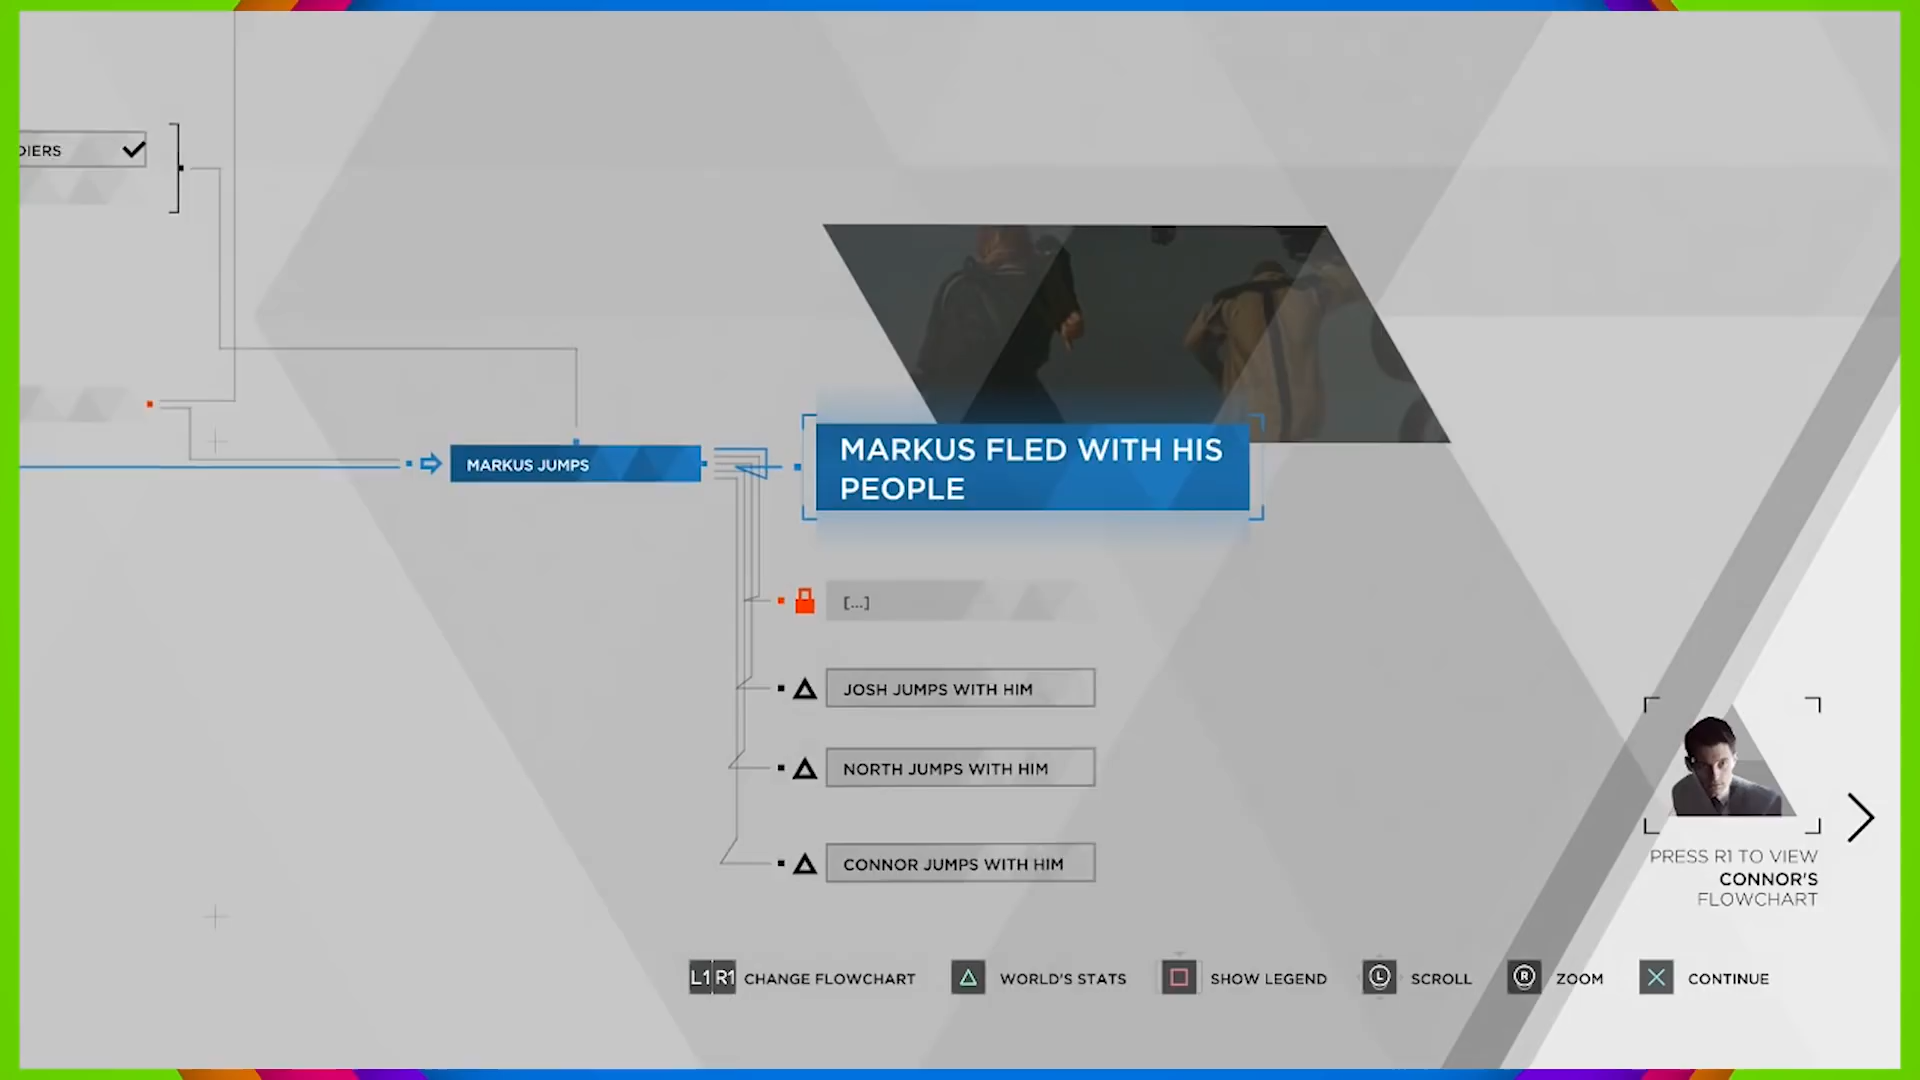 DIERS
MARKUS JUMPS
MARKUS FLED WITH HIS
PEOPLE
[...]
JOSH JUMPS WITH HIM
NORTH JUMPS WITH HIM
CONNOR JUMPS WITH HIM
PRESS R1 TO VIEW
CONNOR'S
FLOWCHART
L1 R1 CHANGE FLOWCHART WORLD'S STATS SHOW LEGEND L SCROLL R ZOOM CONTINUE